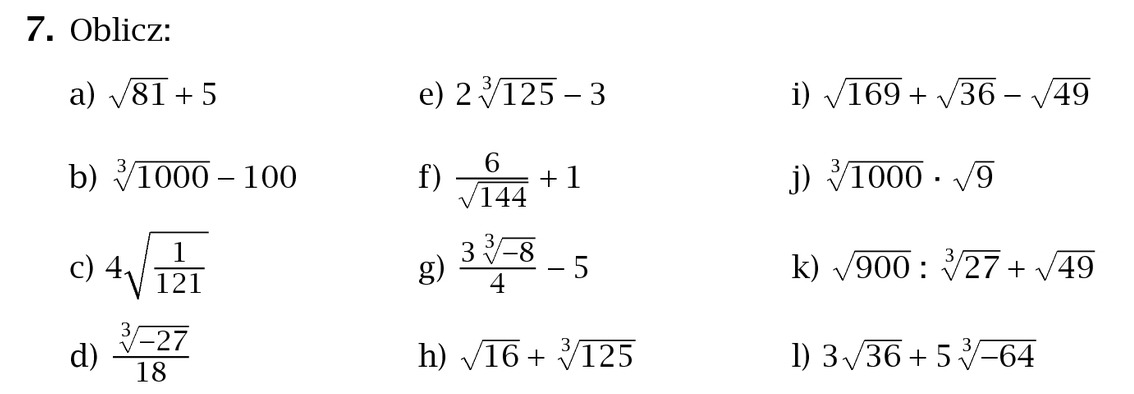 7. Oblicz:
a) √81 + 5
b) ∛1000 – 100
c) 4√(1/121)
d) ∛–27 / 18
e) 2 ∛125 – 3
f) 6/√144 + 1
g) 3 ∛–8 / 4 – 5
h) √16 + ∛125
i) √169 + √36 – √49
j) ∛1000 · √9
k) √900 : ∛27 + √49
l) 3√36 + 5 ∛–64